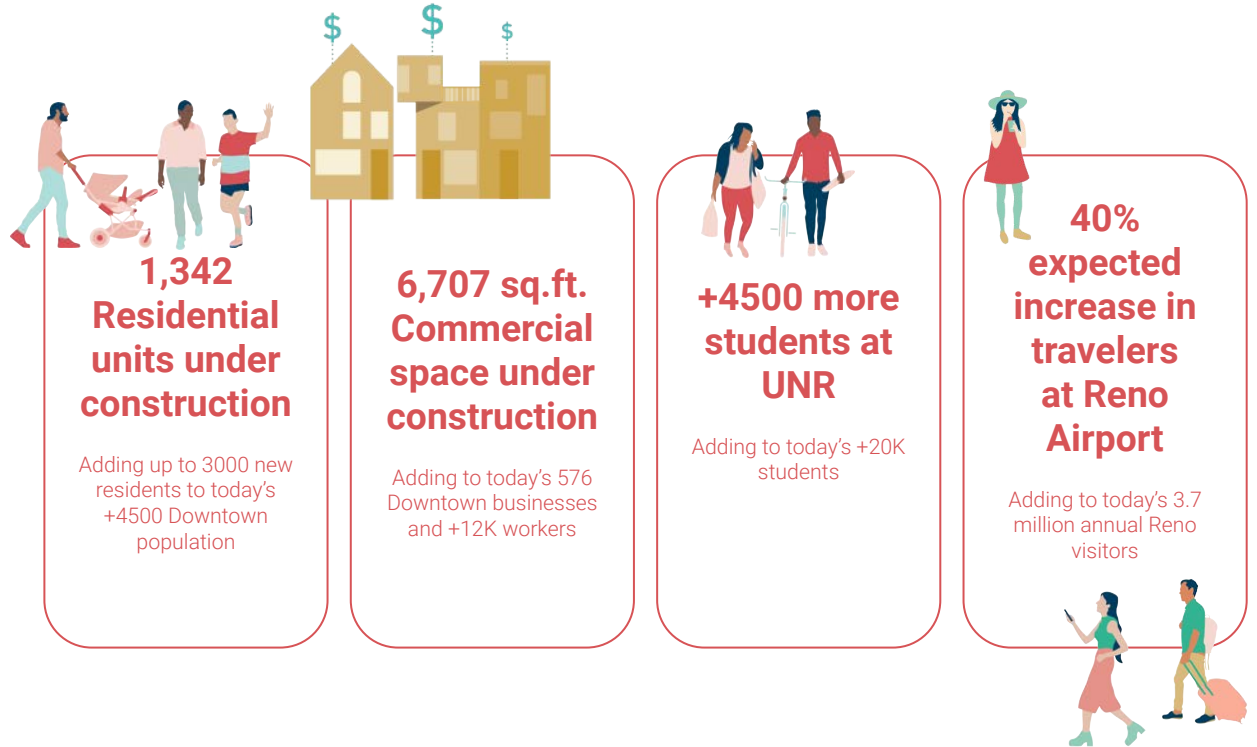 $
$
$
1,342
Residential
units under
construction
Adding up to 3000 new
residents to today's
+4500 Downtown
population
6,707 sq.ft.
Commercial
space under
construction
Adding to today's 576
Downtown businesses
and +12K workers
+4500 more
students at
UNR
Adding to today's +20K
students
40%
expected
increase in
travelers
at Reno
Airport
Adding to today's 3.7
million annual Reno
visitors